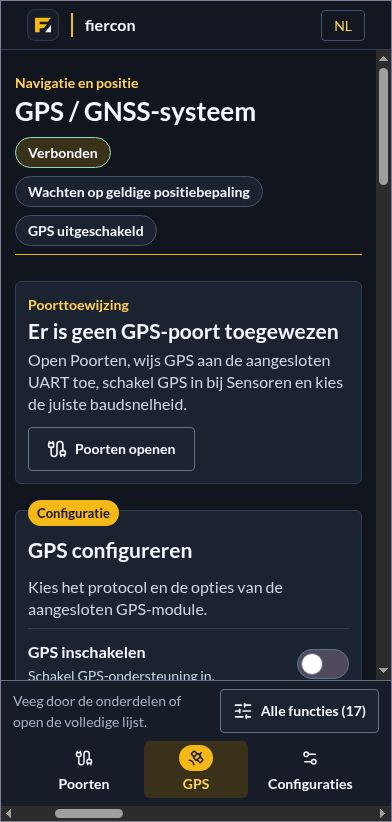 fiercon
NL
Navigatie en positie
GPS / GNSS-systeem
Verbonden
Wachten op geldige positiebepaling
GPS uitgeschakeld
Poorttoewijzing
Er is geen GPS-poort toegewezen
Open Poorten, wijs GPS aan de aangesloten
UART toe, schakel GPS in bij Sensoren en kies
de juiste baudsnelheid.
Poorten openen
Configuratie
GPS configureren
Kies het protocol en de opties van de
aangesloten GPS-module.
GPS inschakelen
Schakel GPS-ondersteuning in.
Veeg door de onderdelen of
open de volledige lijst.
Alle functies (17)
Poorten
GPS
Configuraties